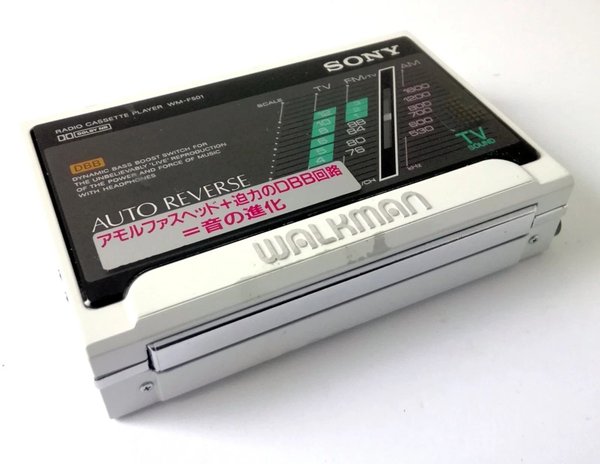 SONY
RADIO CASSETTE PLAYER WM-F501
DOLBY NR
SCALE
TV
FM/TV
AM
12
10
8
88
84
80
76
1600
1200
800
700
600
530
kHz
TV
SOUND
DBB
DYNAMIC BASS BOOST SWITCH FOR
THE UNBELIEVABLY "LIVE" REPRODUCTION
OF THE POWER AND FORCE OF MUSIC
WITH HEADPHONES
AUTO REVERSE
アモルファスヘッド+迫力のDBB回路
=音の進化
WALKMAN